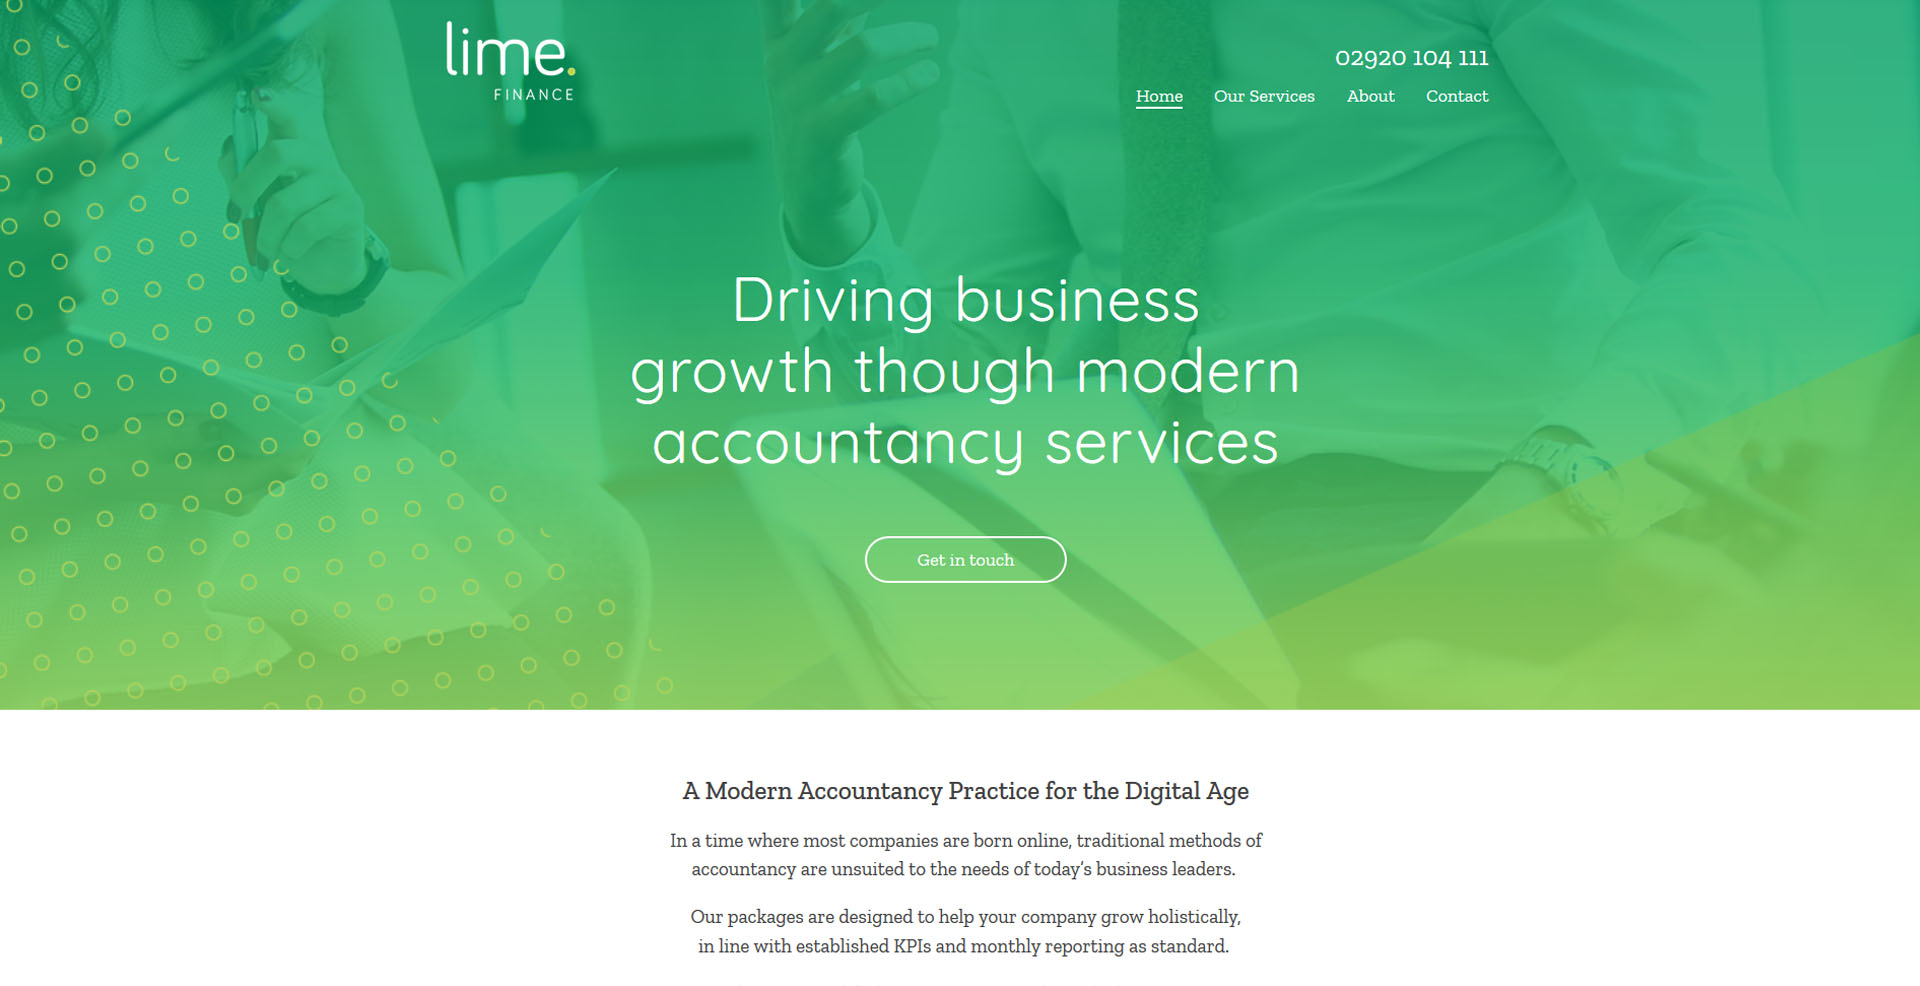 lime.
FINANCE
02920 104 111
Home Our Services About Contact
Driving business
growth though modern
accountancy services
Get in touch
A Modern Accountancy Practice for the Digital Age
In a time where most companies are born online, traditional methods of
accountancy are unsuited to the needs of today’s business leaders.
Our packages are designed to help your company grow holistically,
in line with established KPIs and monthly reporting as standard.